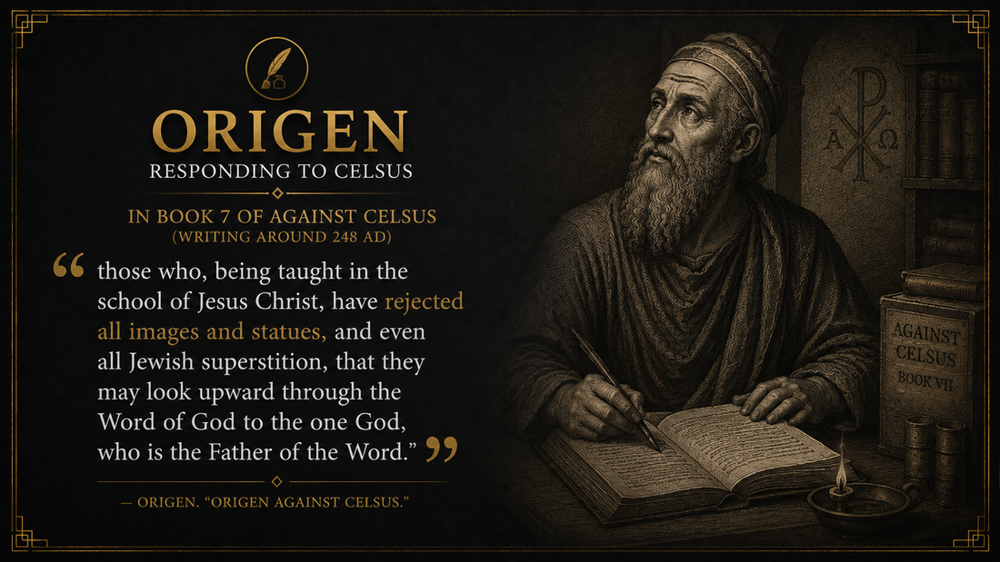 ORIGEN
RESPONDING TO CELSUS
IN BOOK 7 OF AGAINST CELSUS
(WRITING AROUND 248 AD)
“ those who, being taught in the
school of Jesus Christ, have rejected
all images and statues, and even
all Jewish superstition, that they
may look upward through the
Word of God to the one God,
who is the Father of the Word.” ”
— ORIGEN. “ORIGEN AGAINST CELSUS.”
Α Ω
AGAINST
CELSUS
BOOK VII